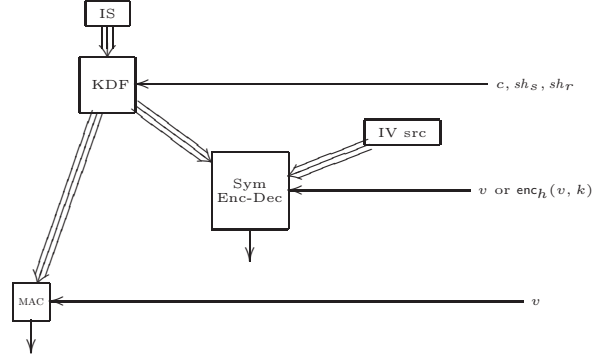 IS
KDF
c, sh_s, sh_r
IV src
Sym
Enc-Dec
v or enc_h(v, k)
MAC
v